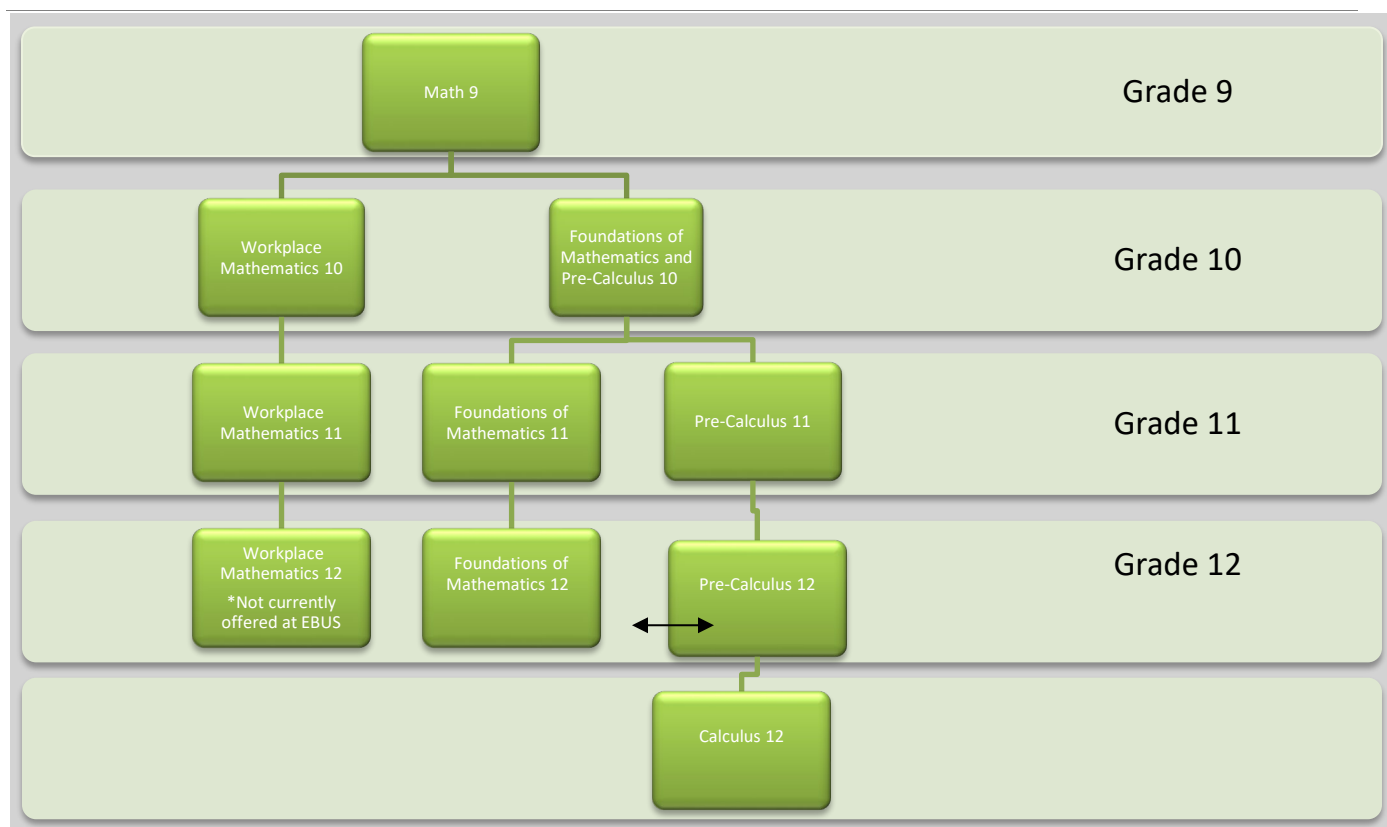 Math 9
Grade 9
Workplace
Mathematics 10
Foundations of
Mathematics and
Pre-Calculus 10
Grade 10
Workplace
Mathematics 11
Foundations of
Mathematics 11
Pre-Calculus 11
Grade 11
Workplace
Mathematics 12
*Not currently
offered at EBUS
Foundations of
Mathematics 12
Pre-Calculus 12
Grade 12
Calculus 12